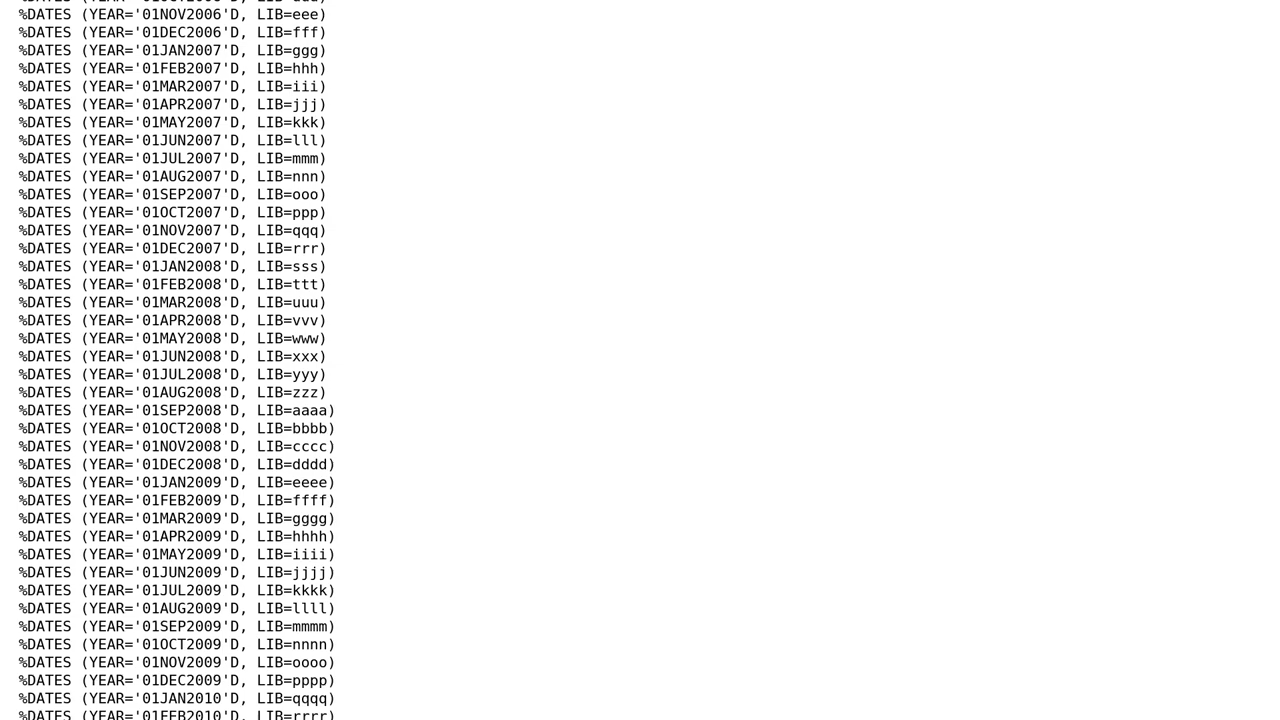 %DATES (YEAR='01NOV2006'D, LIB=eee)
%DATES (YEAR='01DEC2006'D, LIB=fff)
%DATES (YEAR='01JAN2007'D, LIB=ggg)
%DATES (YEAR='01FEB2007'D, LIB=hhh)
%DATES (YEAR='01MAR2007'D, LIB=iii)
%DATES (YEAR='01APR2007'D, LIB=jjj)
%DATES (YEAR='01MAY2007'D, LIB=kkk)
%DATES (YEAR='01JUN2007'D, LIB=lll)
%DATES (YEAR='01JUL2007'D, LIB=mmm)
%DATES (YEAR='01AUG2007'D, LIB=nnn)
%DATES (YEAR='01SEP2007'D, LIB=ooo)
%DATES (YEAR='01OCT2007'D, LIB=ppp)
%DATES (YEAR='01NOV2007'D, LIB=qqq)
%DATES (YEAR='01DEC2007'D, LIB=rrr)
%DATES (YEAR='01JAN2008'D, LIB=sss)
%DATES (YEAR='01FEB2008'D, LIB=ttt)
%DATES (YEAR='01MAR2008'D, LIB=uuu)
%DATES (YEAR='01APR2008'D, LIB=vvv)
%DATES (YEAR='01MAY2008'D, LIB=www)
%DATES (YEAR='01JUN2008'D, LIB=xxx)
%DATES (YEAR='01JUL2008'D, LIB=yyy)
%DATES (YEAR='01AUG2008'D, LIB=zzz)
%DATES (YEAR='01SEP2008'D, LIB=aaaa)
%DATES (YEAR='01OCT2008'D, LIB=bbbb)
%DATES (YEAR='01NOV2008'D, LIB=cccc)
%DATES (YEAR='01DEC2008'D, LIB=dddd)
%DATES (YEAR='01JAN2009'D, LIB=eeee)
%DATES (YEAR='01FEB2009'D, LIB=ffff)
%DATES (YEAR='01MAR2009'D, LIB=gggg)
%DATES (YEAR='01APR2009'D, LIB=hhhh)
%DATES (YEAR='01MAY2009'D, LIB=iiii)
%DATES (YEAR='01JUN2009'D, LIB=jjjj)
%DATES (YEAR='01JUL2009'D, LIB=kkkk)
%DATES (YEAR='01AUG2009'D, LIB=llll)
%DATES (YEAR='01SEP2009'D, LIB=mmmm)
%DATES (YEAR='01OCT2009'D, LIB=nnnn)
%DATES (YEAR='01NOV2009'D, LIB=oooo)
%DATES (YEAR='01DEC2009'D, LIB=pppp)
%DATES (YEAR='01JAN2010'D, LIB=qqqq)
%DATES (YEAR='01FEB2010'D, LIB=rrrr)